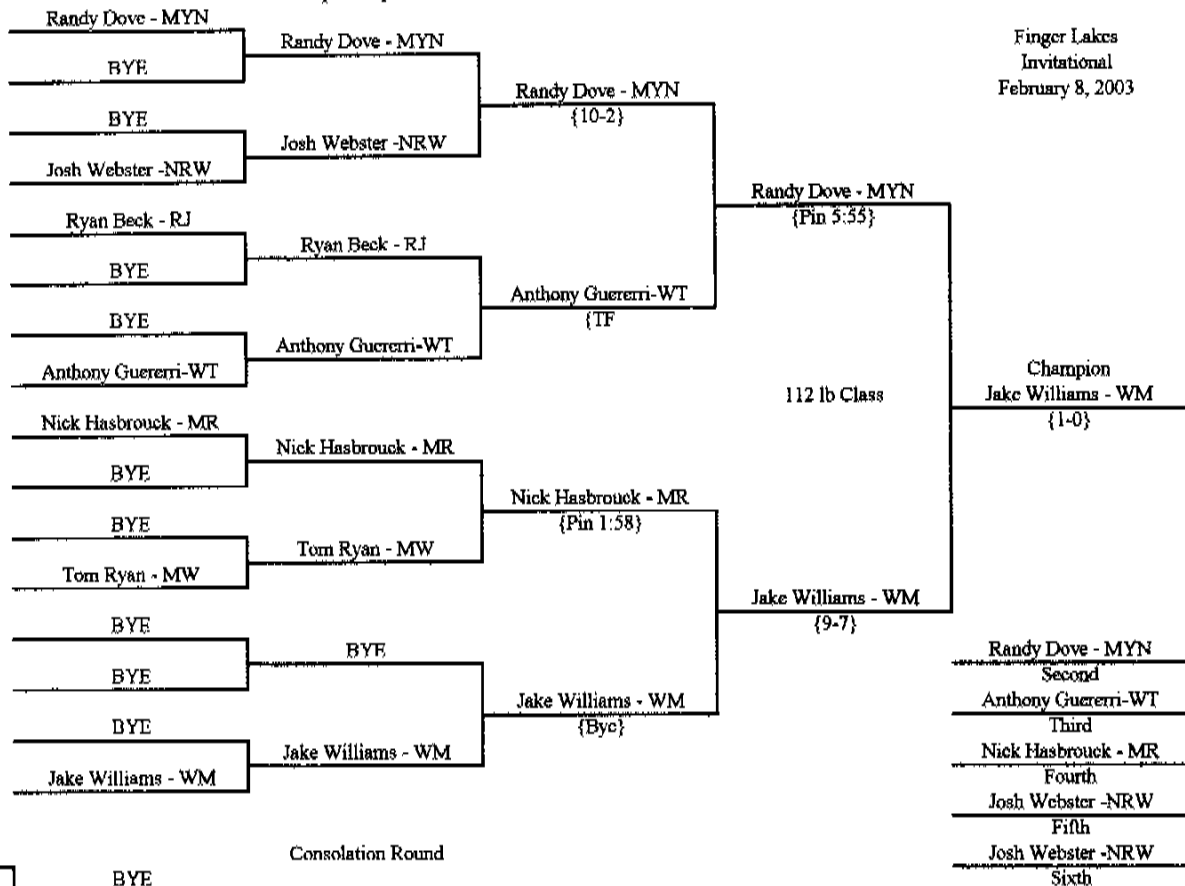 Finger Lakes
Invitational
February 8, 2003
Randy Dove - MYN
BYE
BYE
Josh Webster -NRW
Ryan Beck - RJ
BYE
BYE
Anthony Guererri-WT
Nick Hasbrouck - MR
BYE
BYE
Tom Ryan - MW
BYE
BYE
BYE
Jake Williams - WM
Randy Dove - MYN
Josh Webster -NRW
Ryan Beck - RJ
Anthony Guererri-WT
Nick Hasbrouck - MR
Tom Ryan - MW
BYE
Jake Williams - WM
Randy Dove - MYN
{10-2}
Anthony Guererri-WT
{TF
Nick Hasbrouck - MR
{Pin 1:58}
Jake Williams - WM
{Bye}
Randy Dove - MYN
{Pin 5:55}
112 lb Class
Jake Williams - WM
{9-7}
Champion
Jake Williams - WM
{1-0}
Randy Dove - MYN
Second
Anthony Guererri-WT
Third
Nick Hasbrouck - MR
Fourth
Josh Webster -NRW
Fifth
Josh Webster -NRW
Sixth
Consolation Round
BYE